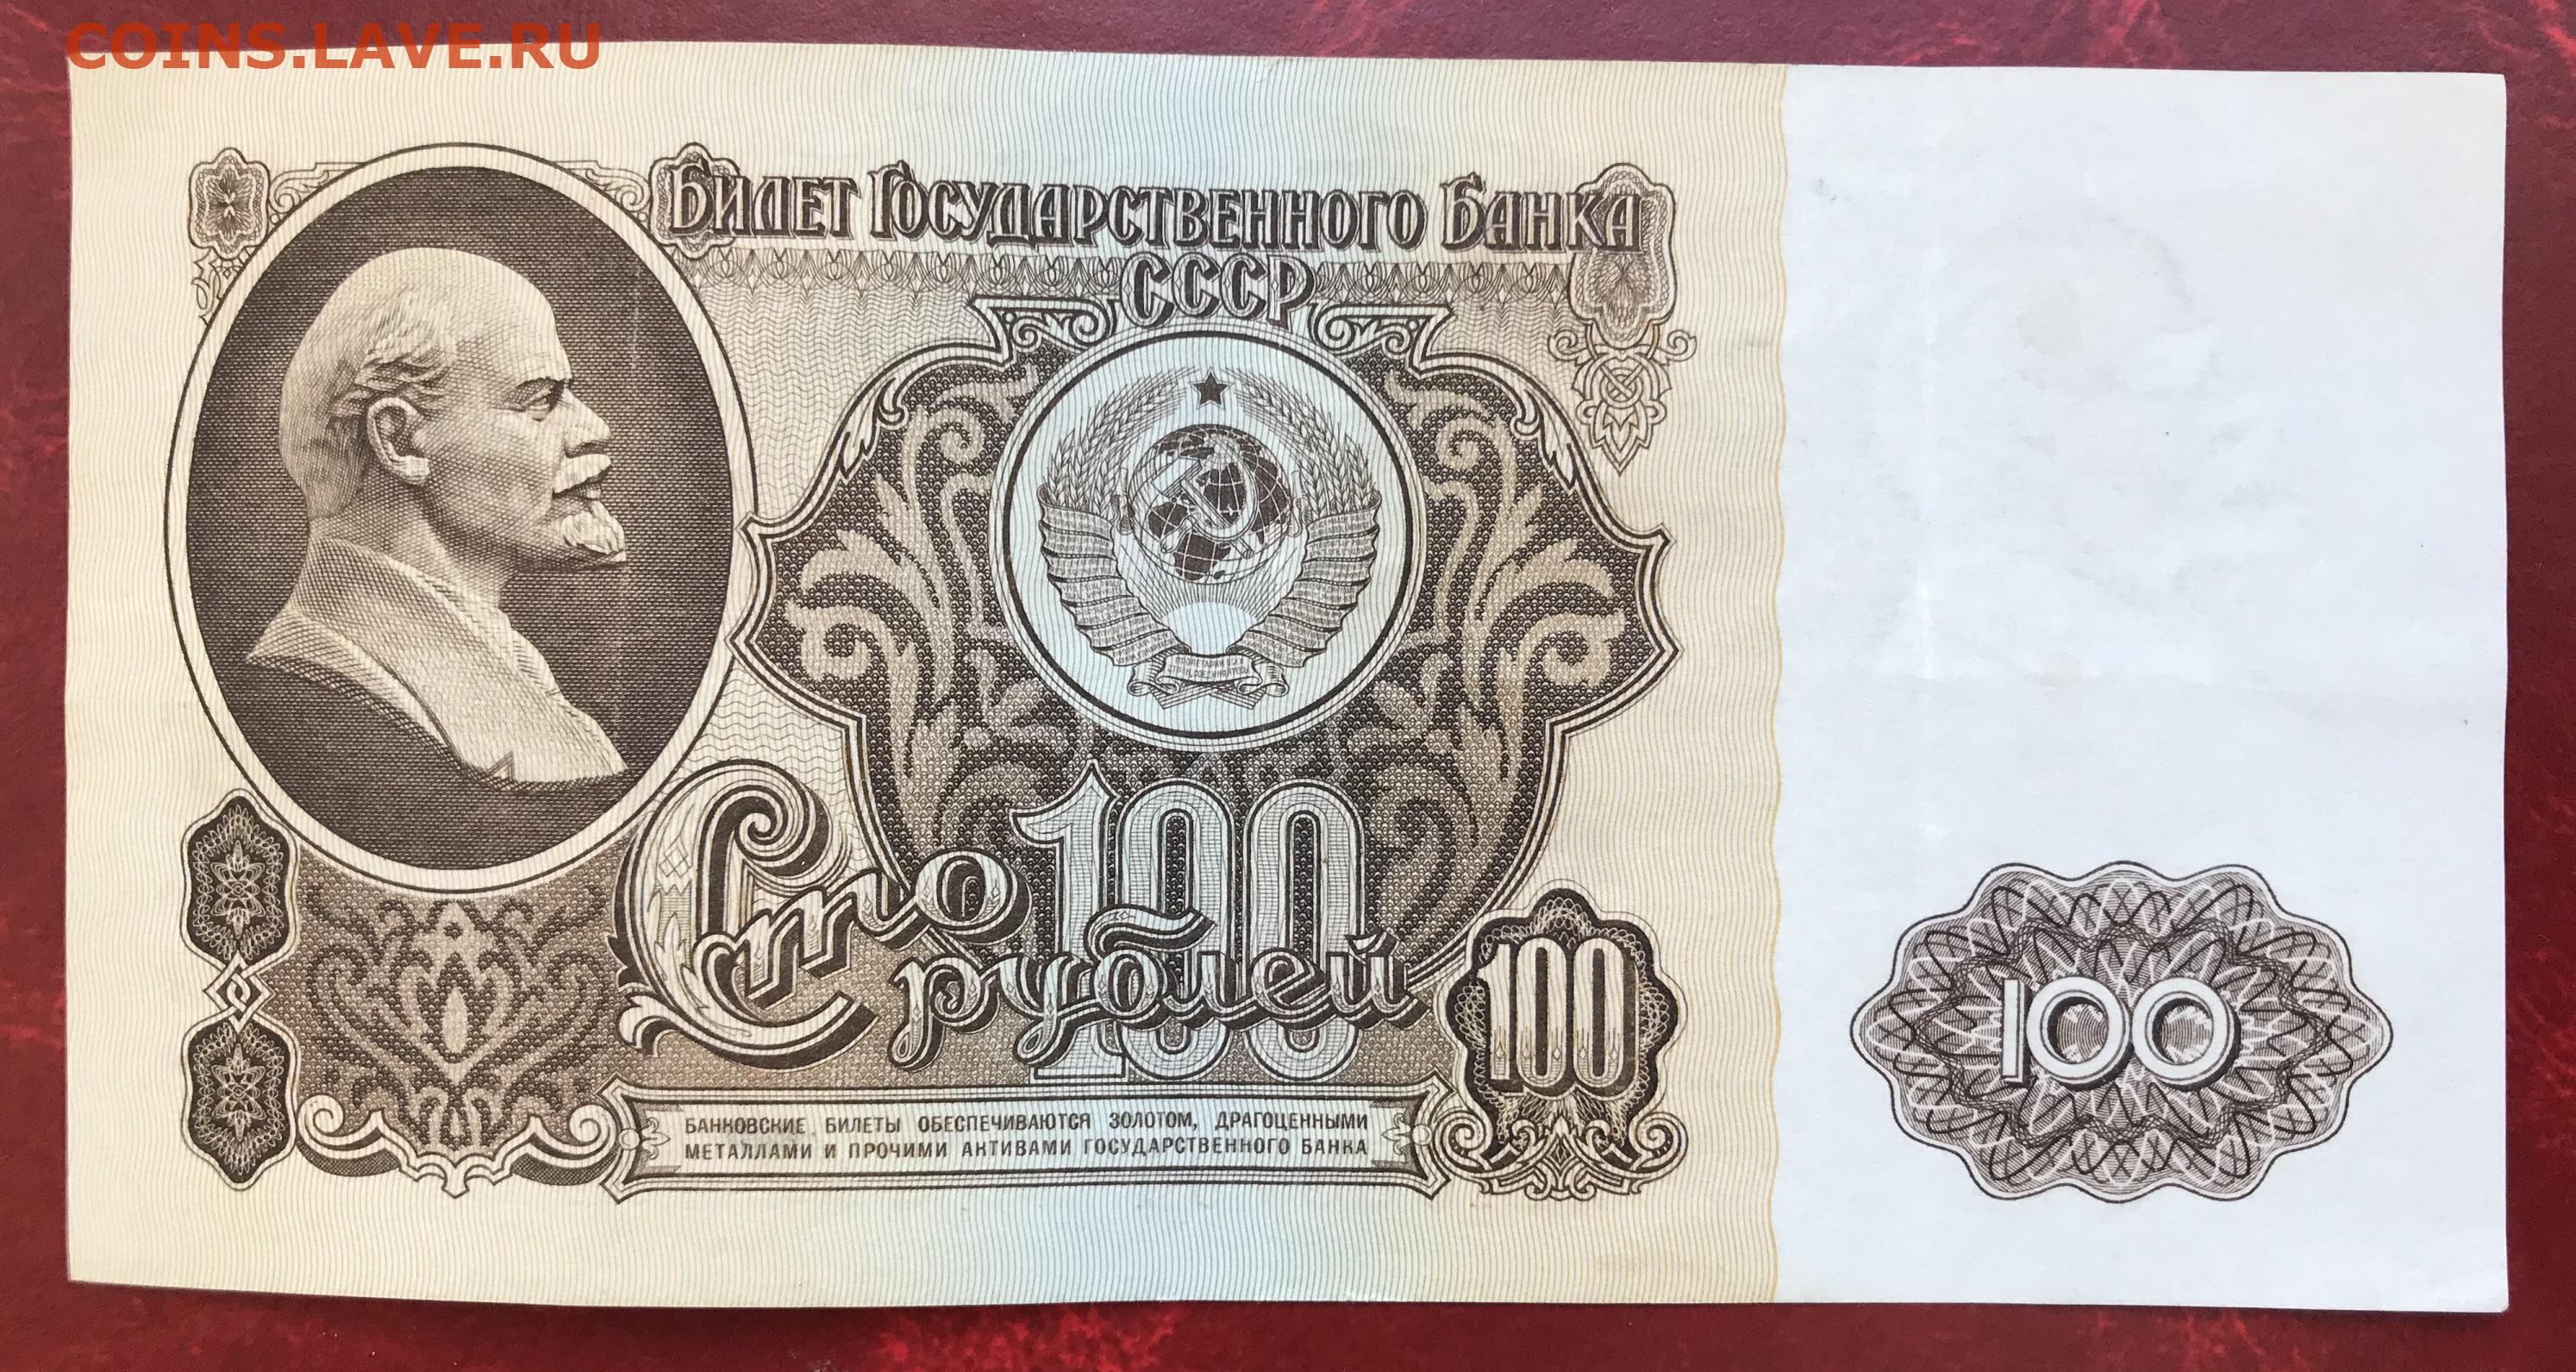 COINS.LAVE.RU
Билет Государственного Банка
СССР
100
Сто
рублей
100
100
БАНКОВСКИЕ БИЛЕТЫ ОБЕСПЕЧИВАЮТСЯ ЗОЛОТОМ, ДРАГОЦЕННЫМИ
МЕТАЛЛАМИ И ПРОЧИМИ АКТИВАМИ ГОСУДАРСТВЕННОГО БАНКА